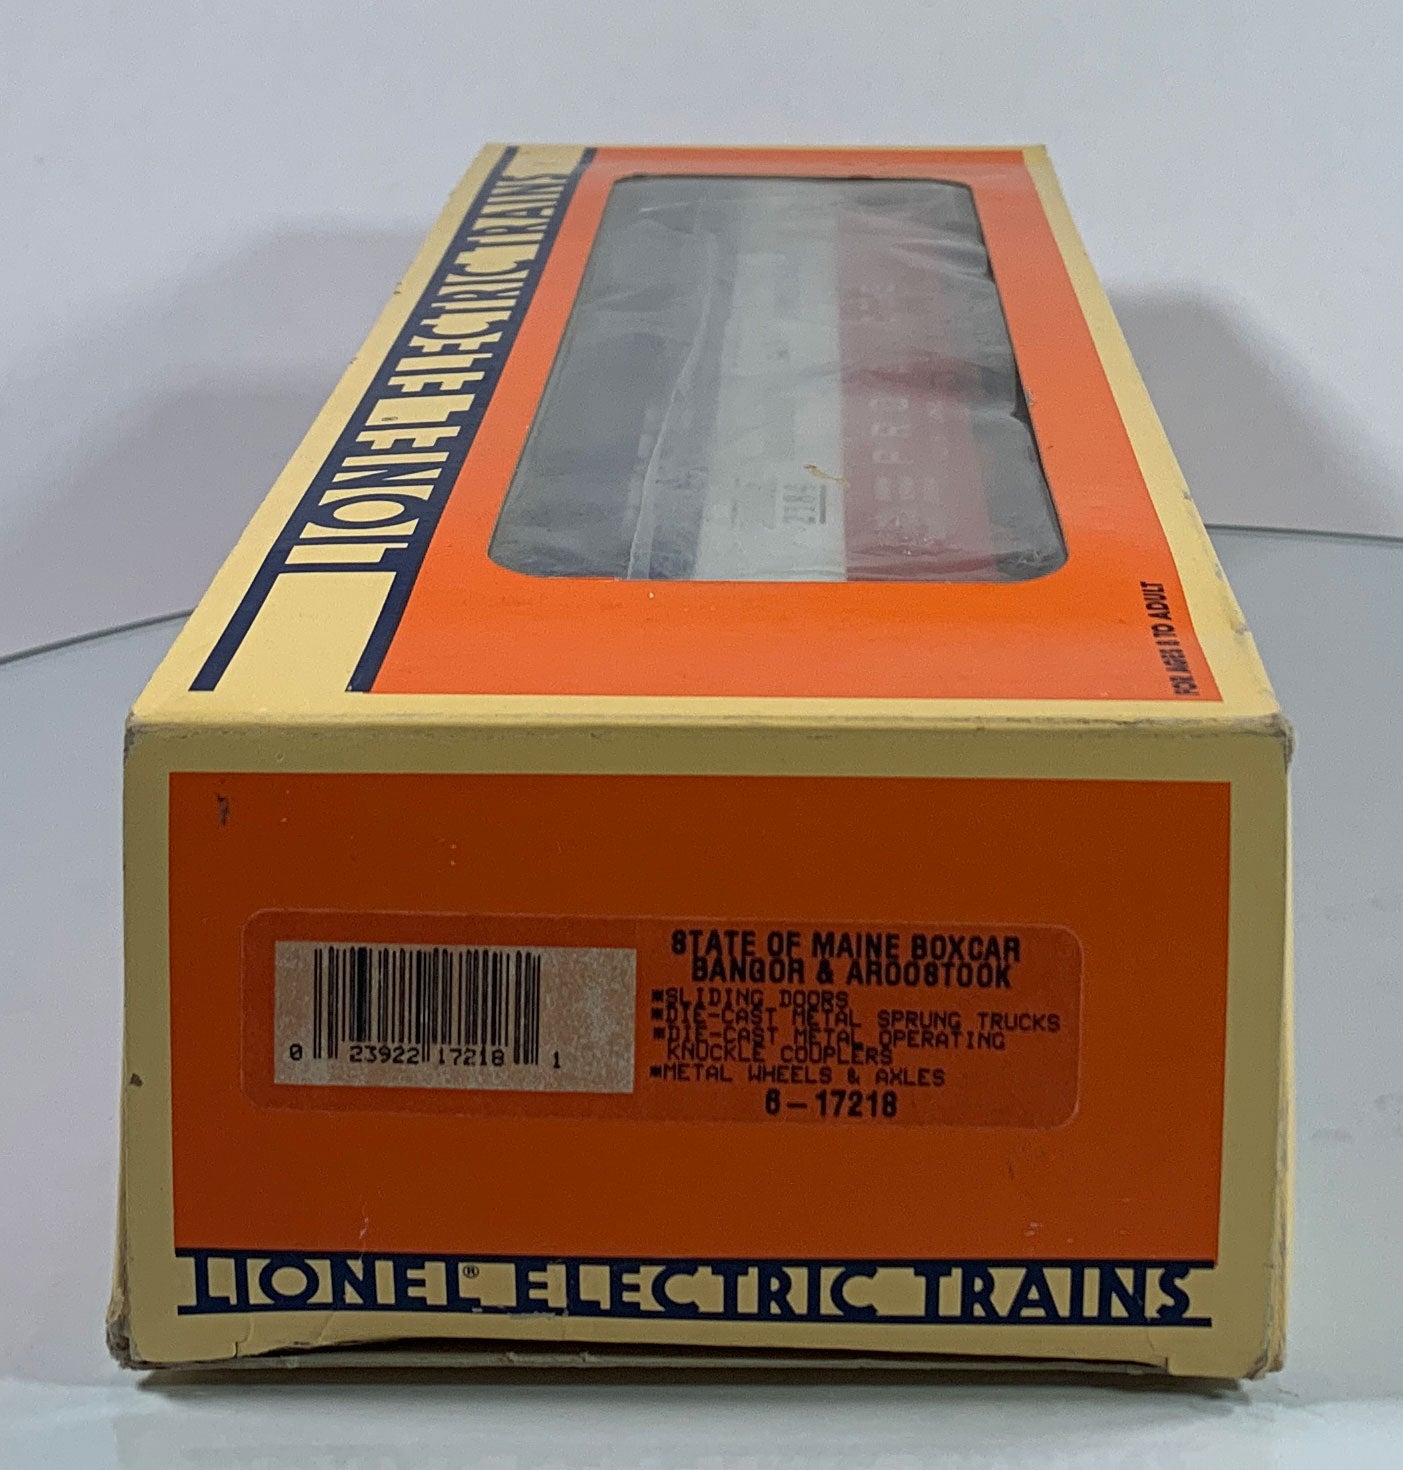 LIONEL® ELECTRIC TRAINS
2184
FOR AGES 8 TO ADULT
STATE OF MAINE BOXCAR
BANGOR & AROOSTOOK
*SLIDING DOORS
*DIE-CAST METAL SPRUNG TRUCKS
*DIE-CAST METAL OPERATING
KNUCKLE COUPLERS
*METAL WHEELS & AXLES
6-17218
0 23922 17218 1
LIONEL® ELECTRIC TRAINS